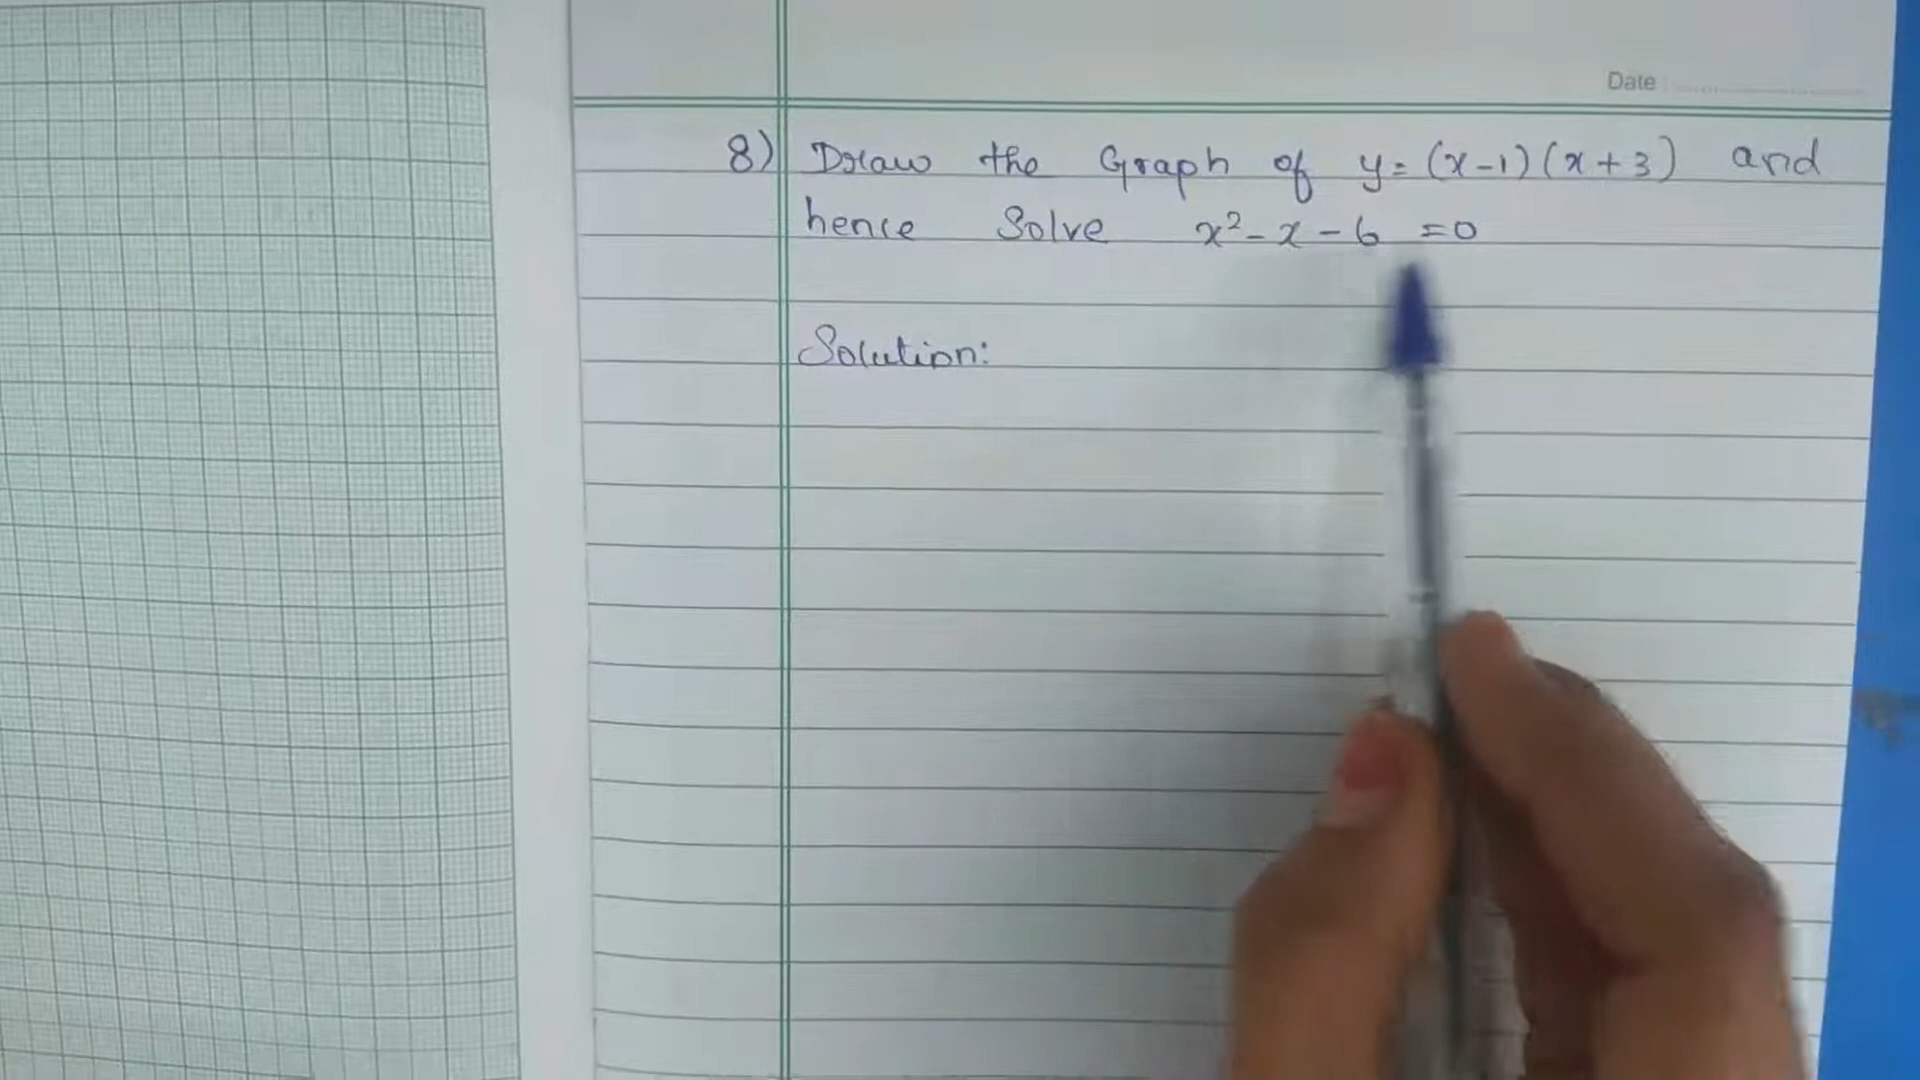 Date
8) Draw the Graph of y=(x-1)(x+3) and
hence Solve x²-x-6 =0
Solution: